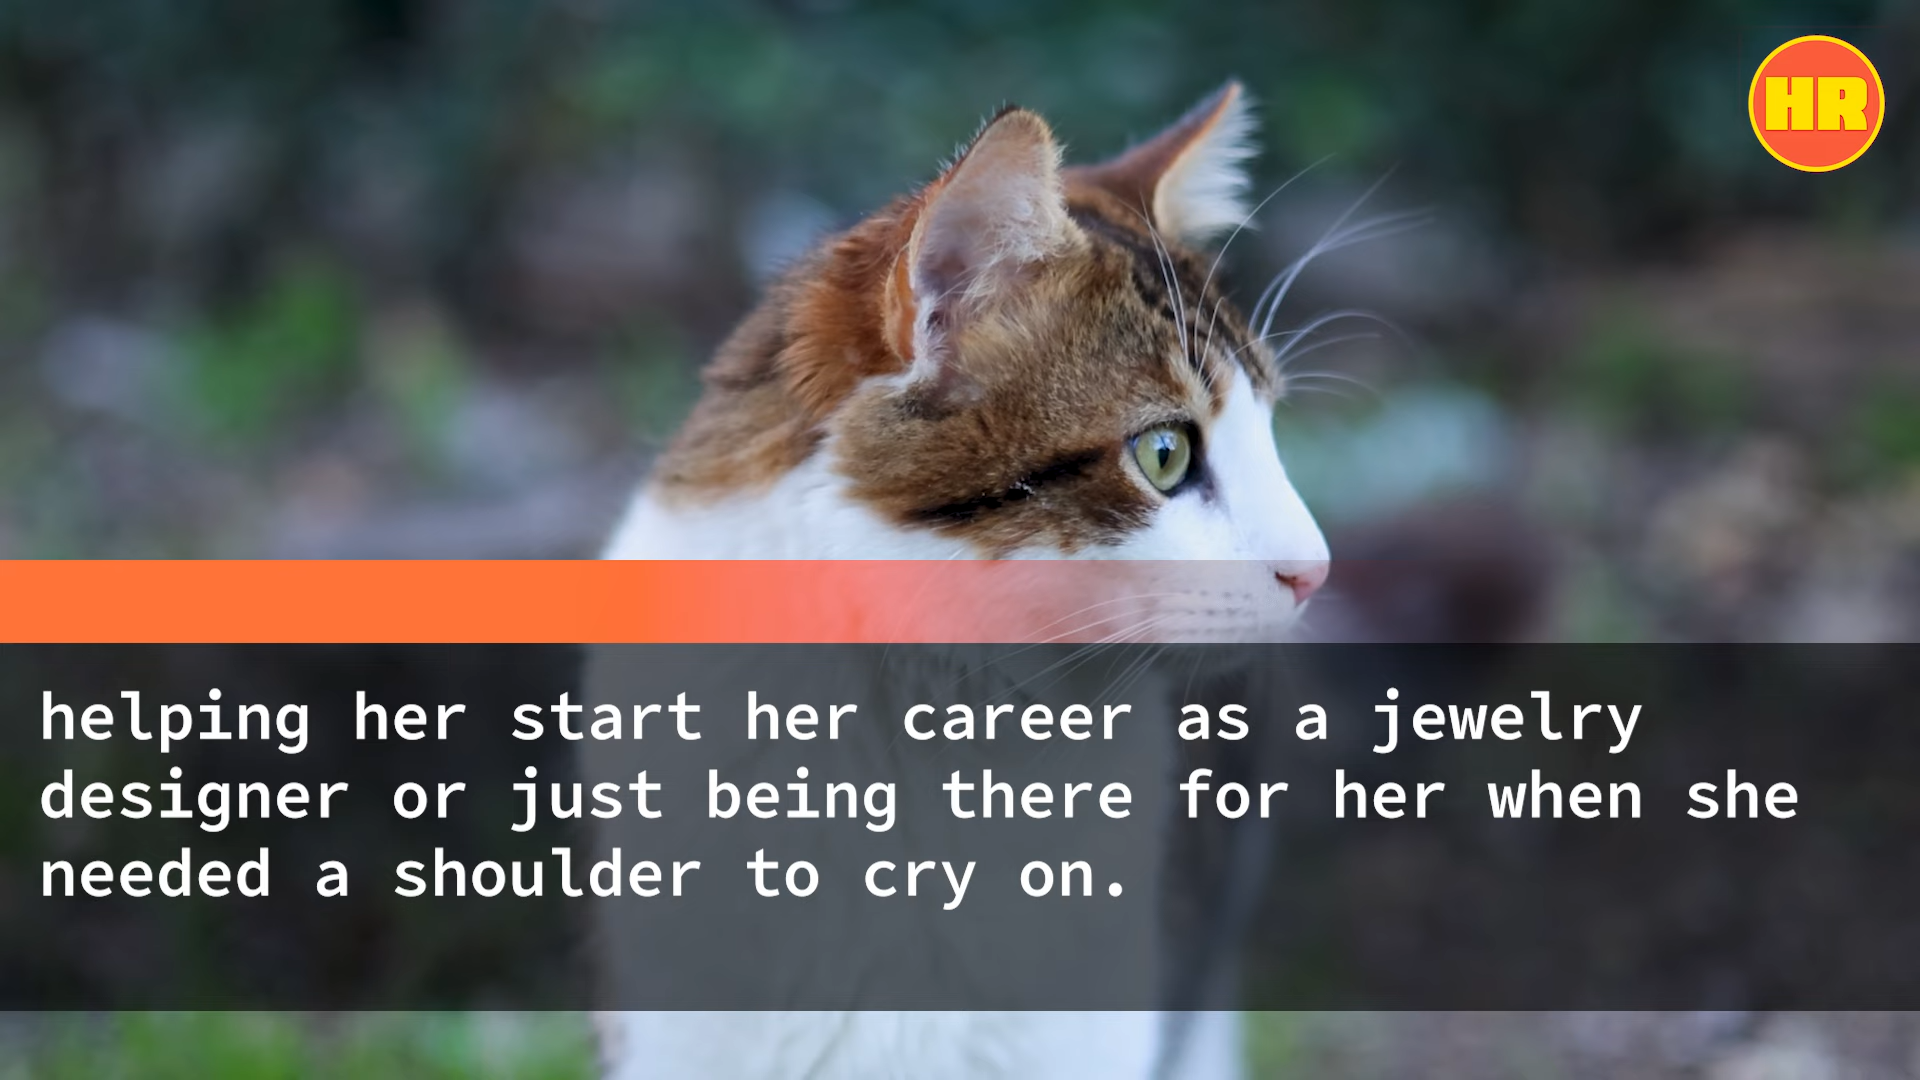 HR
helping her start her career as a jewelry
designer or just being there for her when she
needed a shoulder to cry on.